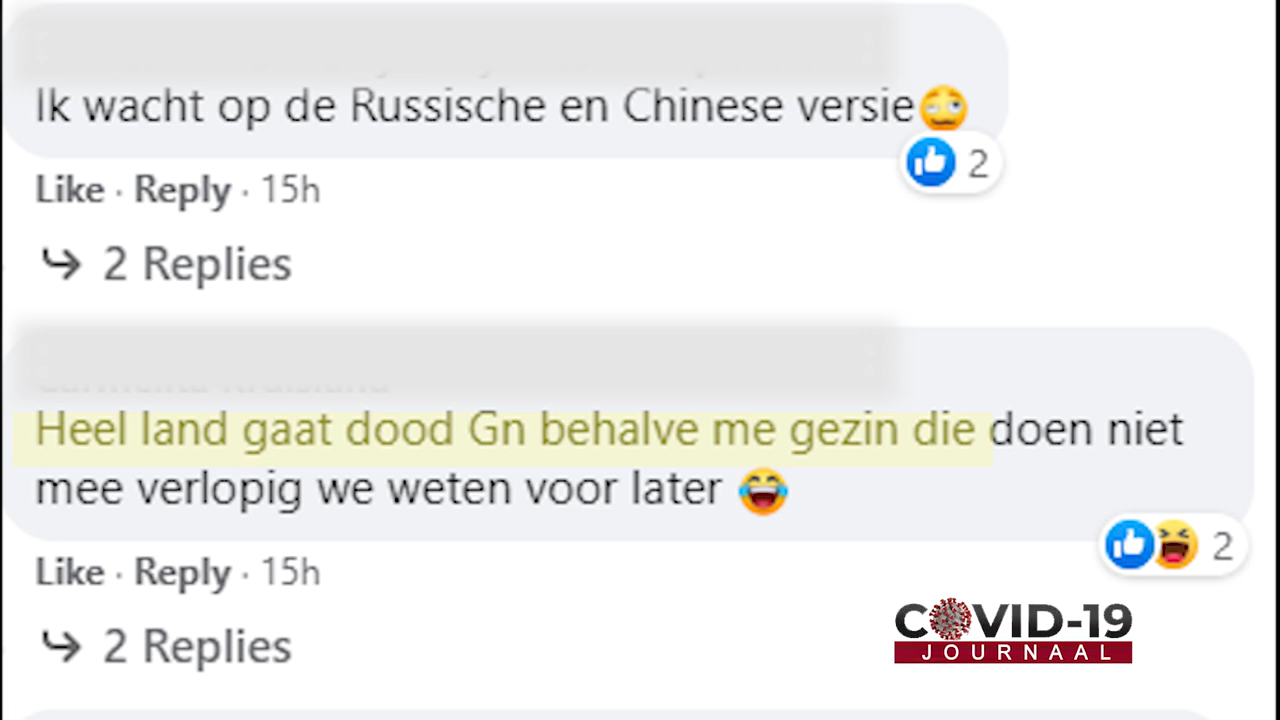 Ik wacht op de Russische en Chinese versie🙄
2
Like · Reply · 15h
2 Replies
Heel land gaat dood Gn behalve me gezin die doen niet
mee verlopig we weten voor later 😂
2
Like · Reply · 15h
2 Replies
COVID-19
JOURNAAL